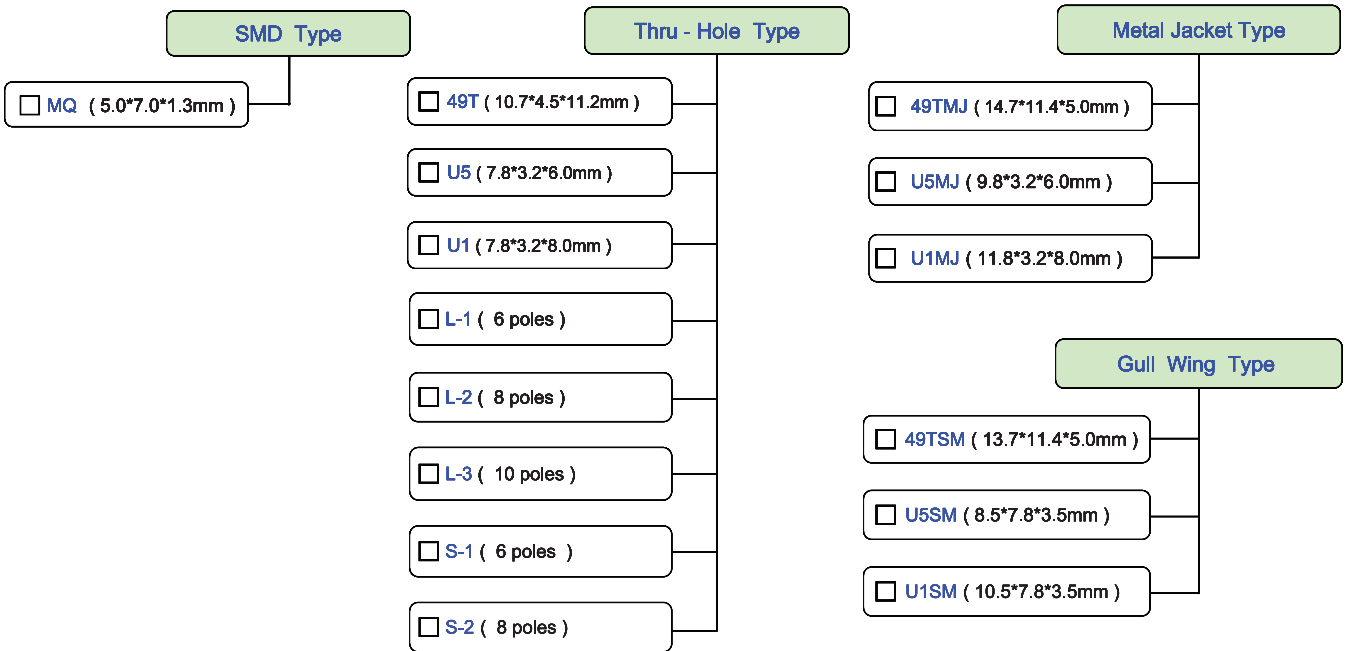 SMD Type
MQ ( 5.0*7.0*1.3mm )
Thru - Hole Type
49T ( 10.7*4.5*11.2mm )
U5 ( 7.8*3.2*6.0mm )
U1 ( 7.8*3.2*8.0mm )
L-1 ( 6 poles )
L-2 ( 8 poles )
L-3 ( 10 poles )
S-1 ( 6 poles )
S-2 ( 8 poles )
Metal Jacket Type
49TMJ ( 14.7*11.4*5.0mm )
U5MJ ( 9.8*3.2*6.0mm )
U1MJ ( 11.8*3.2*8.0mm )
Gull Wing Type
49TSM ( 13.7*11.4*5.0mm )
U5SM ( 8.5*7.8*3.5mm )
U1SM ( 10.5*7.8*3.5mm )